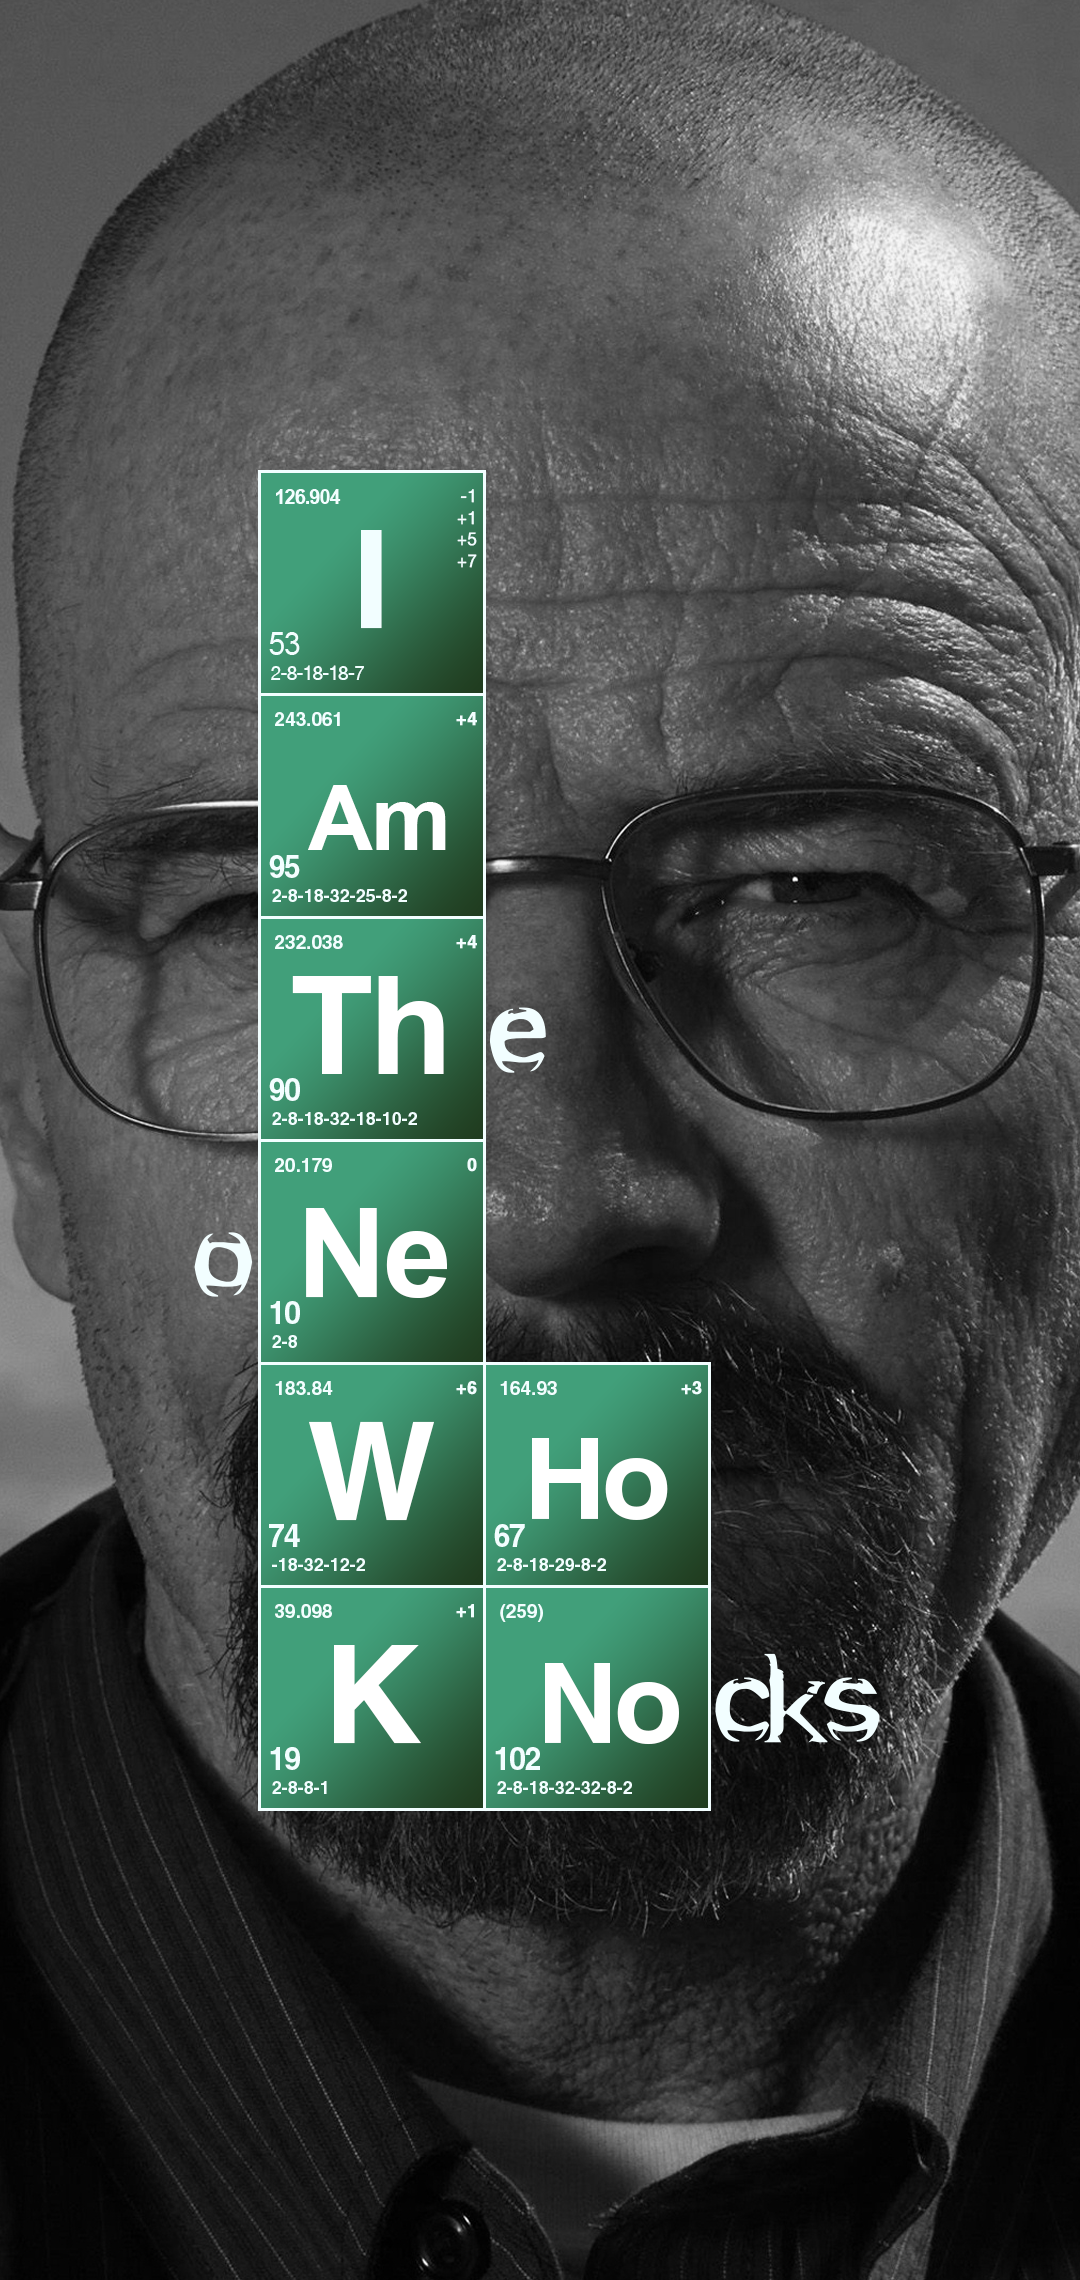 126.904 -1
+1
+5
+7
I
53
2-8-18-18-7
243.061 +4
Am
95
2-8-18-32-25-8-2
232.038 +4
The
90
2-8-18-32-18-10-2
20.179 0
oNe
10
2-8
183.84 +6 164.93 +3
W Ho
74 67
-18-32-12-2 2-8-18-29-8-2
39.098 +1 (259)
K Nocks
19 102
2-8-8-1 2-8-18-32-32-8-2